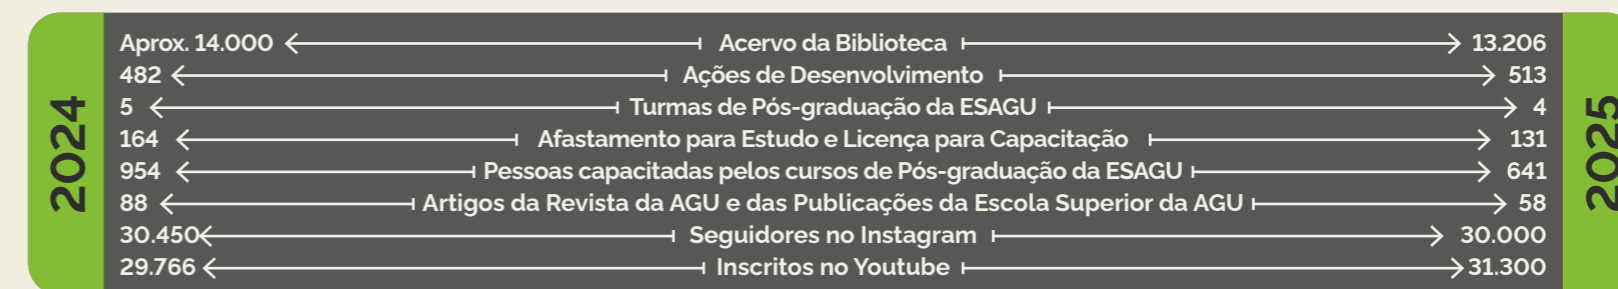 2024
Aprox. 14.000 Acervo da Biblioteca 13.206
482 Ações de Desenvolvimento 513
5 Turmas de Pós-graduação da ESAGU 4
164 Afastamento para Estudo e Licença para Capacitação 131
954 Pessoas capacitadas pelos cursos de Pós-graduação da ESAGU 641
88 Artigos da Revista da AGU e das Publicações da Escola Superior da AGU 58
30.450 Seguidores no Instagram 30.000
29.766 Inscritos no Youtube 31.300
2025